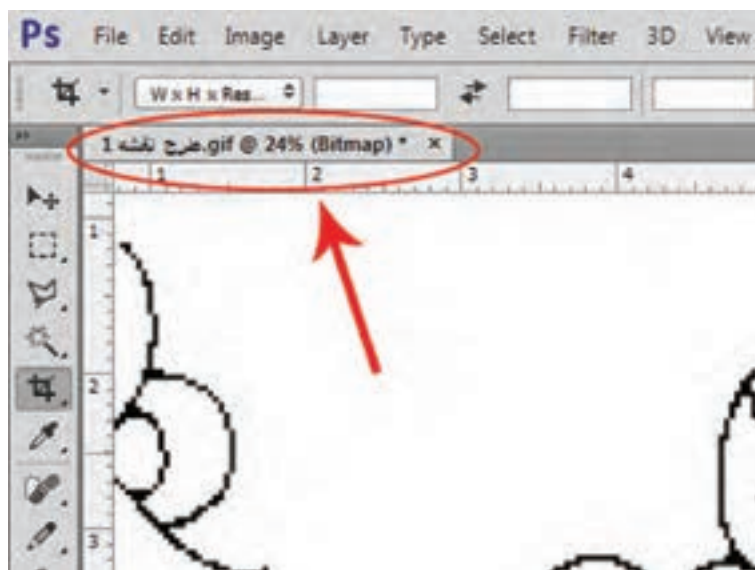 Ps File Edit Image Layer Type Select Filter 3D View
W x H x Res...
طرح نقشه 1.gif @ 24% (Bitmap) * ×
1 2 3 4
1
2
3